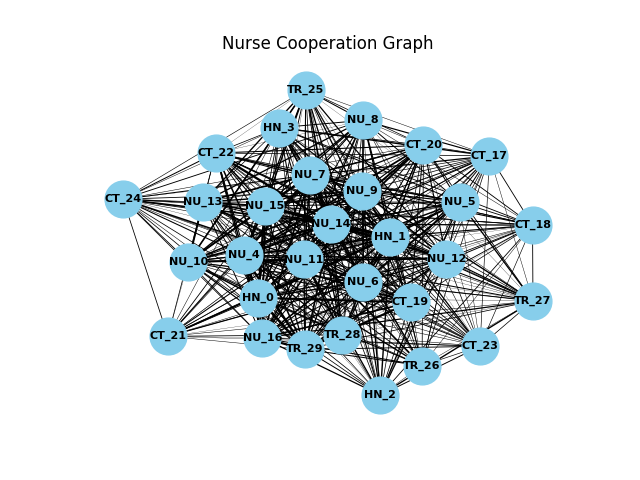 Nurse Cooperation Graph
TR_25
NU_8
HN_3
CT_20
CT_22
CT_17
NU_7
NU_9
CT_24
NU_13
NU_5
NU_15
NU_14
CT_18
HN_1
NU_4
NU_11
NU_12
NU_10
NU_6
HN_0
TR_27
CT_19
TR_28
CT_21
NU_16
CT_23
TR_29
TR_26
HN_2